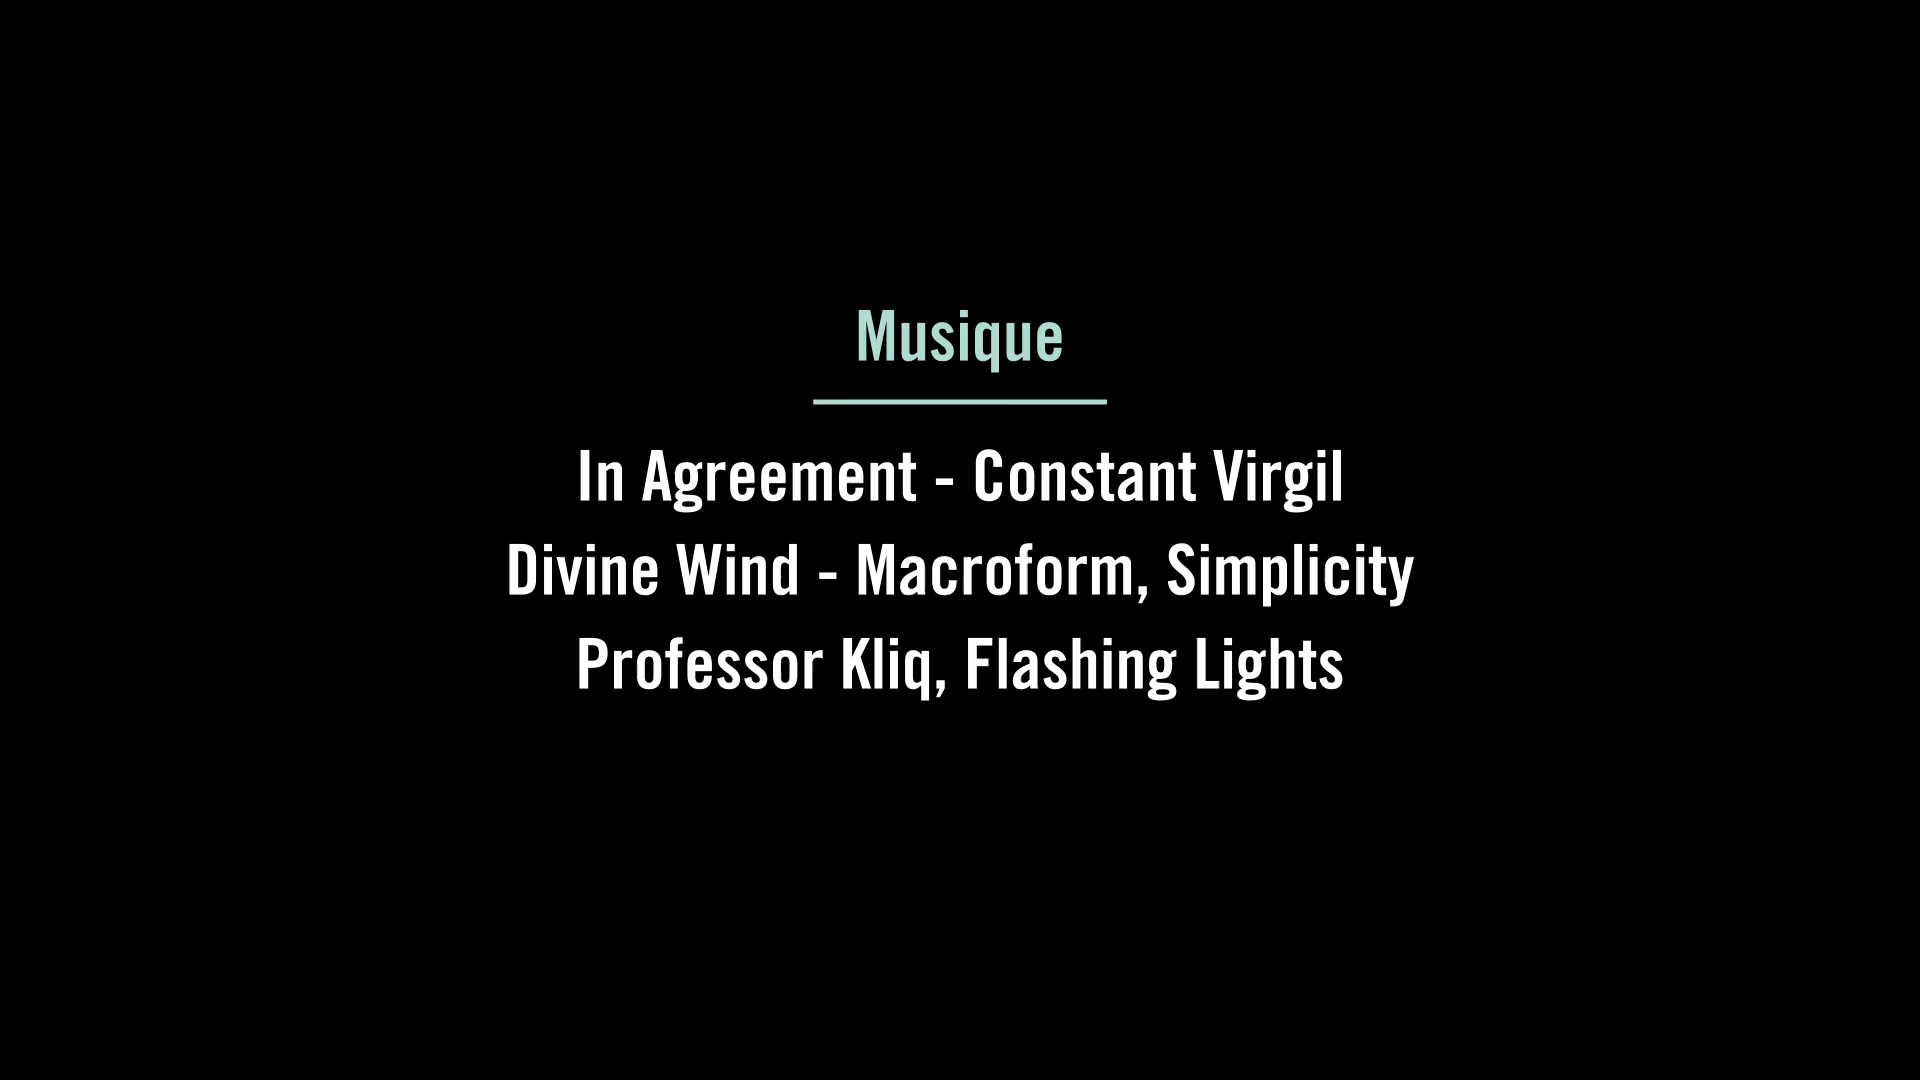 Musique
In Agreement - Constant Virgil
Divine Wind - Macroform, Simplicity
Professor Kliq, Flashing Lights